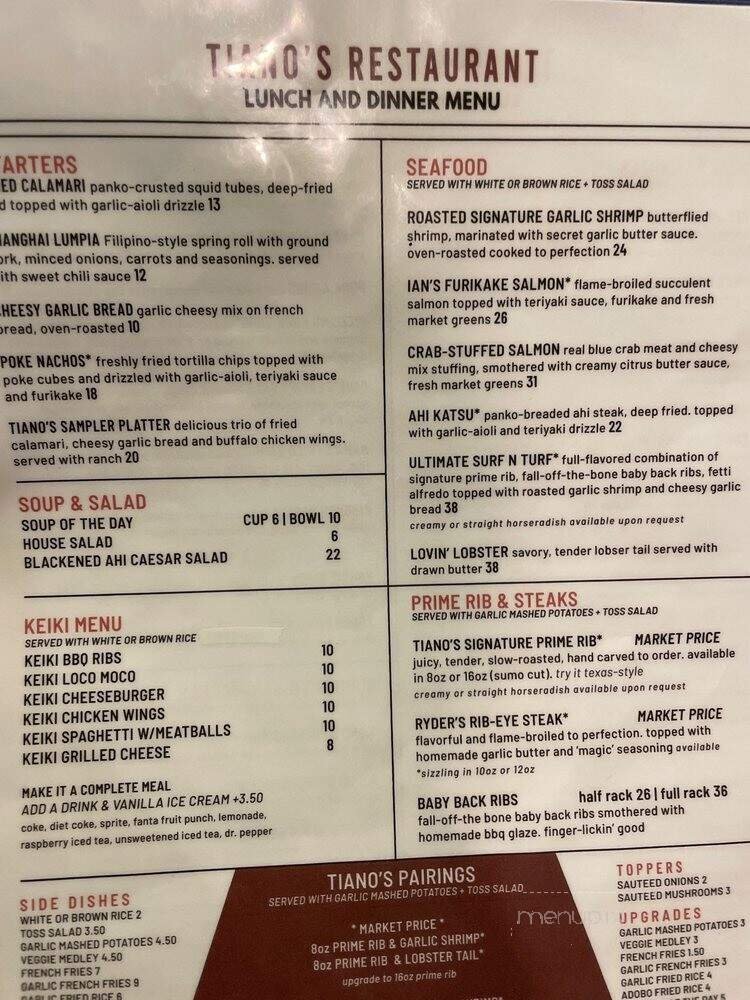 TIANO'S RESTAURANT
LUNCH AND DINNER MENU
ARTERS
ED CALAMARI panko-crusted squid tubes, deep-fried
d topped with garlic-aioli drizzle 13
ANGHAI LUMPIA Filipino-style spring roll with ground
ork, minced onions, carrots and seasonings. served
ith sweet chili sauce 12
HEESY GARLIC BREAD garlic cheesy mix on french
bread, oven-roasted 10
POKE NACHOS* freshly fried tortilla chips topped with
poke cubes and drizzled with garlic-aioli, teriyaki sauce
and furikake 18
TIANO'S SAMPLER PLATTER delicious trio of fried
calamari, cheesy garlic bread and buffalo chicken wings.
served with ranch 20
SOUP & SALAD
SOUP OF THE DAY CUP 6 | BOWL 10
HOUSE SALAD 6
BLACKENED AHI CAESAR SALAD 22
KEIKI MENU
SERVED WITH WHITE OR BROWN RICE
KEIKI BBQ RIBS 10
KEIKI LOCO MOCO 10
KEIKI CHEESEBURGER 10
KEIKI CHICKEN WINGS 10
KEIKI SPAGHETTI W/MEATBALLS 10
KEIKI GRILLED CHEESE 8
MAKE IT A COMPLETE MEAL
ADD A DRINK & VANILLA ICE CREAM +3.50
coke, diet coke, sprite, fanta fruit punch, lemonade,
raspberry iced tea, unsweetened iced tea, dr. pepper
SEAFOOD
SERVED WITH WHITE OR BROWN RICE + TOSS SALAD
ROASTED SIGNATURE GARLIC SHRIMP butterflied
shrimp, marinated with secret garlic butter sauce.
oven-roasted cooked to perfection 24
IAN'S FURIKAKE SALMON* flame-broiled succulent
salmon topped with teriyaki sauce, furikake and fresh
market greens 26
CRAB-STUFFED SALMON real blue crab meat and cheesy
mix stuffing, smothered with creamy citrus butter sauce,
fresh market greens 31
AHI KATSU* panko-breaded ahi steak, deep fried. topped
with garlic-aioli and teriyaki drizzle 22
ULTIMATE SURF N TURF* full-flavored combination of
signature prime rib, fall-off-the-bone baby back ribs, fetti
alfredo topped with roasted garlic shrimp and cheesy garlic
bread 38
creamy or straight horseradish available upon request
LOVIN' LOBSTER savory, tender lobser tail served with
drawn butter 38
PRIME RIB & STEAKS
SERVED WITH GARLIC MASHED POTATOES + TOSS SALAD
TIANO'S SIGNATURE PRIME RIB* MARKET PRICE
juicy, tender, slow-roasted, hand carved to order. available
in 8oz or 16oz (sumo cut). try it texas-style
creamy or straight horseradish available upon request
RYDER'S RIB-EYE STEAK* MARKET PRICE
flavorful and flame-broiled to perfection. topped with
homemade garlic butter and 'magic' seasoning available
*sizzling in 10oz or 12oz
BABY BACK RIBS half rack 26 | full rack 36
fall-off-the bone baby back ribs smothered with
homemade bbq glaze. finger-lickin' good
SIDE DISHES
WHITE OR BROWN RICE 2
TOSS SALAD 3.50
GARLIC MASHED POTATOES 4.50
VEGGIE MEDLEY 4.50
FRENCH FRIES 7
GARLIC FRENCH FRIES 9
GARLIC FRIED RICE 6
TIANO'S PAIRINGS
SERVED WITH GARLIC MASHED POTATOES + TOSS SALAD
* MARKET PRICE *
8oz PRIME RIB & GARLIC SHRIMP*
8oz PRIME RIB & LOBSTER TAIL*
upgrade to 16oz prime rib
TOPPERS
SAUTEED ONIONS 2
SAUTEED MUSHROOMS 3
menupix
UPGRADES
GARLIC MASHED POTATOES 3
VEGGIE MEDLEY 3
FRENCH FRIES 1.50
GARLIC FRENCH FRIES 3
GARLIC FRIED RICE 4
ADOBO FRIED RICE 4
THE DAY 5